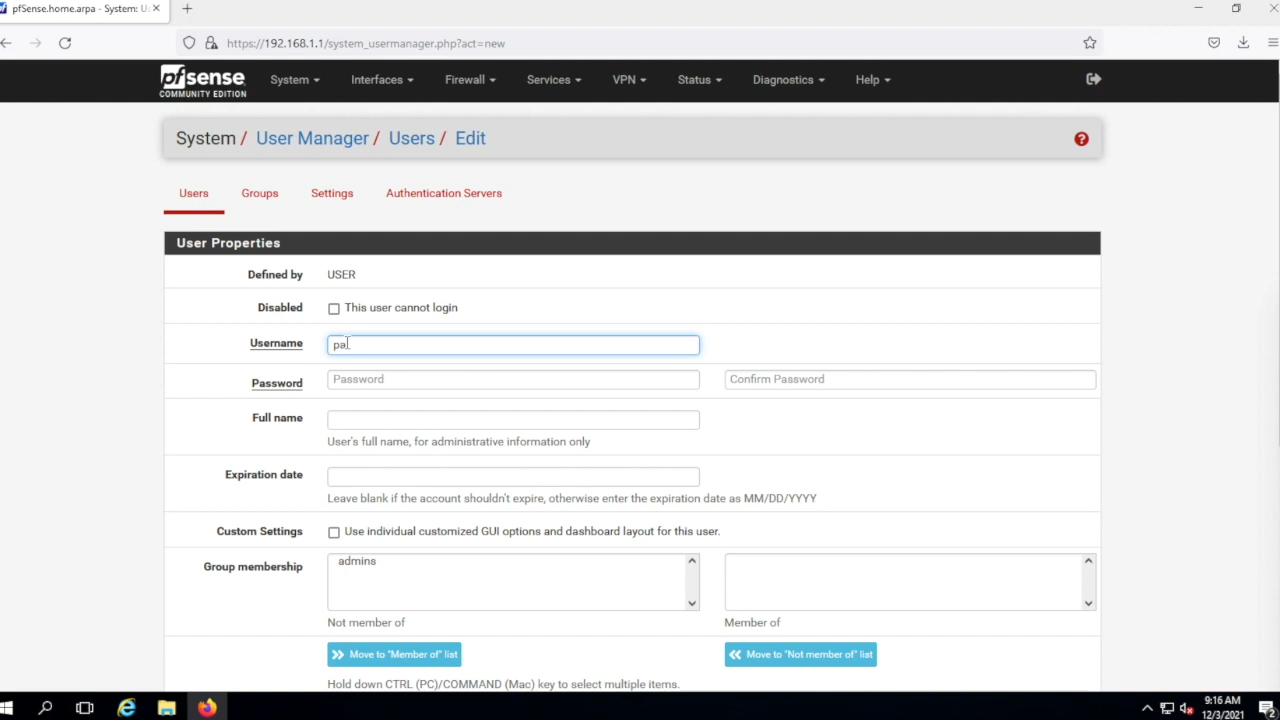 pfSense.home.arpa - System: U
https://192.168.1.1/system_usermanager.php?act=new
pfsense System Interfaces Firewall Services VPN Status Diagnostics Help
COMMUNITY EDITION
System / User Manager / Users / Edit
Users Groups Settings Authentication Servers
User Properties
Defined by USER
Disabled This user cannot login
Username pa
Password Password Confirm Password
Full name
User's full name, for administrative information only
Expiration date
Leave blank if the account shouldn't expire, otherwise enter the expiration date as MM/DD/YYYY
Custom Settings Use individual customized GUI options and dashboard layout for this user.
Group membership admins
Not member of Member of
Move to "Member of" list Move to "Not member of" list
Hold down CTRL (PC)/COMMAND (Mac) key to select multiple items.
9:16 AM
12/3/2021
2